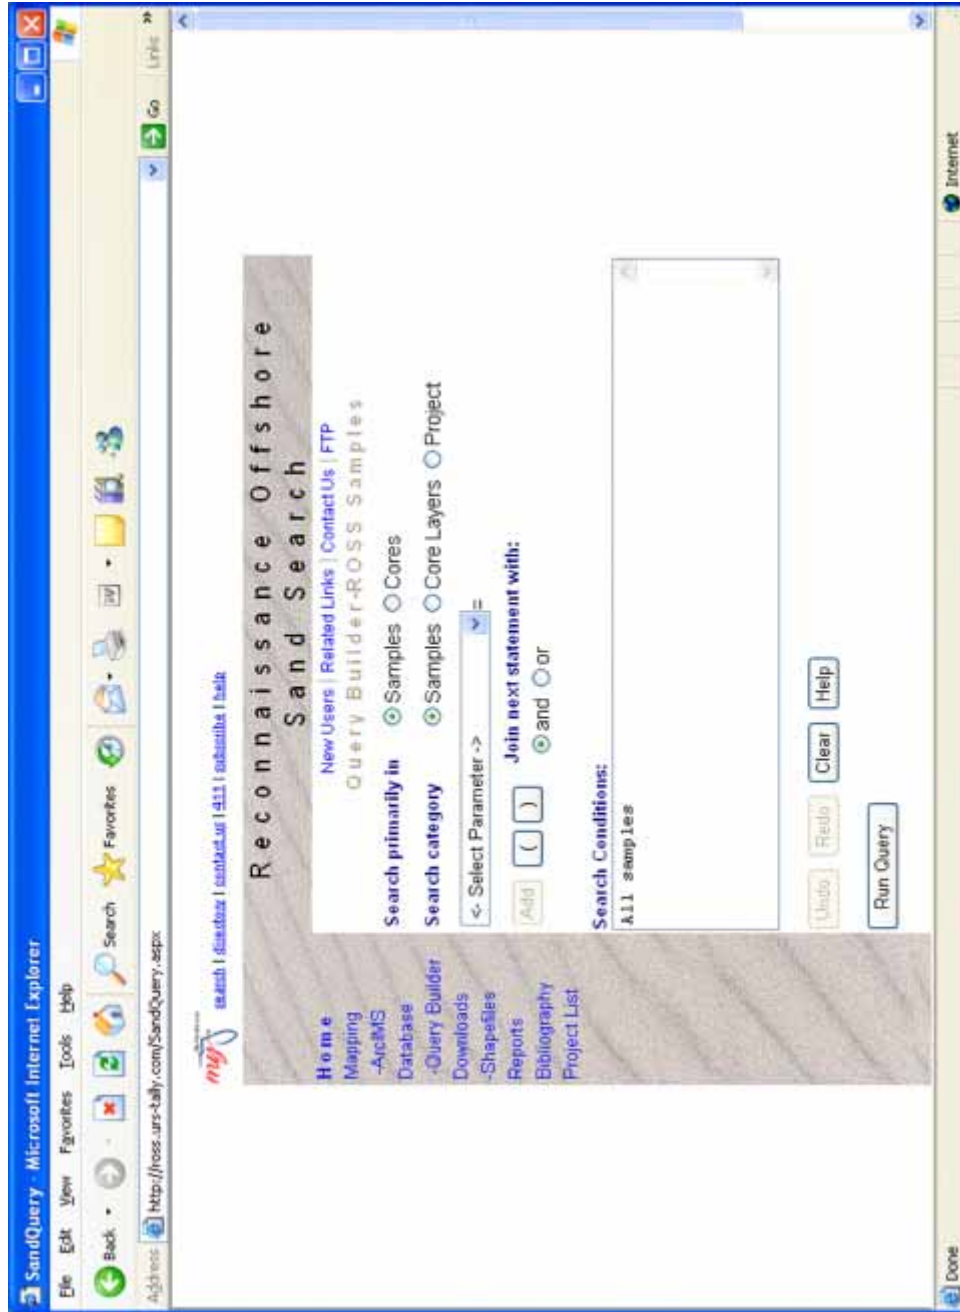 SandQuery - Microsoft Internet Explorer
File Edit View Favorites Tools Help
Back Search Favorites
Address http://ross.urs-tally.com/SandQuery.aspx Go Links »
my
search | directory | contact us | 411 | subscribe | help
Reconnaissance Offshore
Sand Search
Home
Mapping
-ArcIMS
Database
-Query Builder
Downloads
-Shapefiles
Reports
Bibliography
Project List
New Users | Related Links | Contact Us | FTP
Query Builder-ROSS Samples
Search primarily in Samples Cores
Search category Samples Core Layers Project
<- Select Parameter -> =
Add ( ) Join next statement with:
and or
Search Conditions:
All samples
Undo Redo Clear Help
Run Query
Done Internet